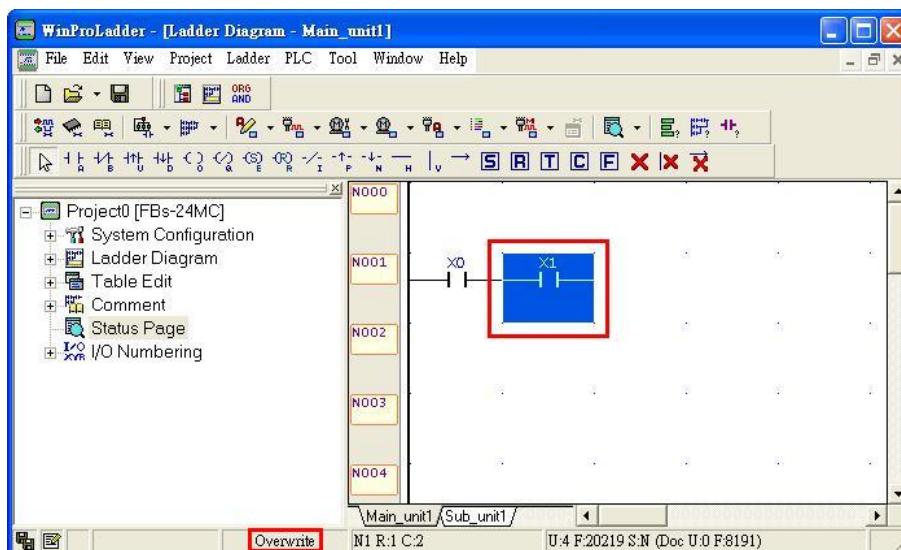 WinProLadder - [Ladder Diagram - Main_unit1]
File Edit View Project Ladder PLC Tool Window Help
ORG
AND
A B U D O Q E R I P N H V S R T C F
Project0 [FBs-24MC]
System Configuration
Ladder Diagram
Table Edit
Comment
Status Page
I/O Numbering
N000
N001 X0 X1
N002
N003
N004
Main_unit1 Sub_unit1
Overwrite N1 R:1 C:2 U:4 F:20219 S:N (Doc U:0 F:8191)